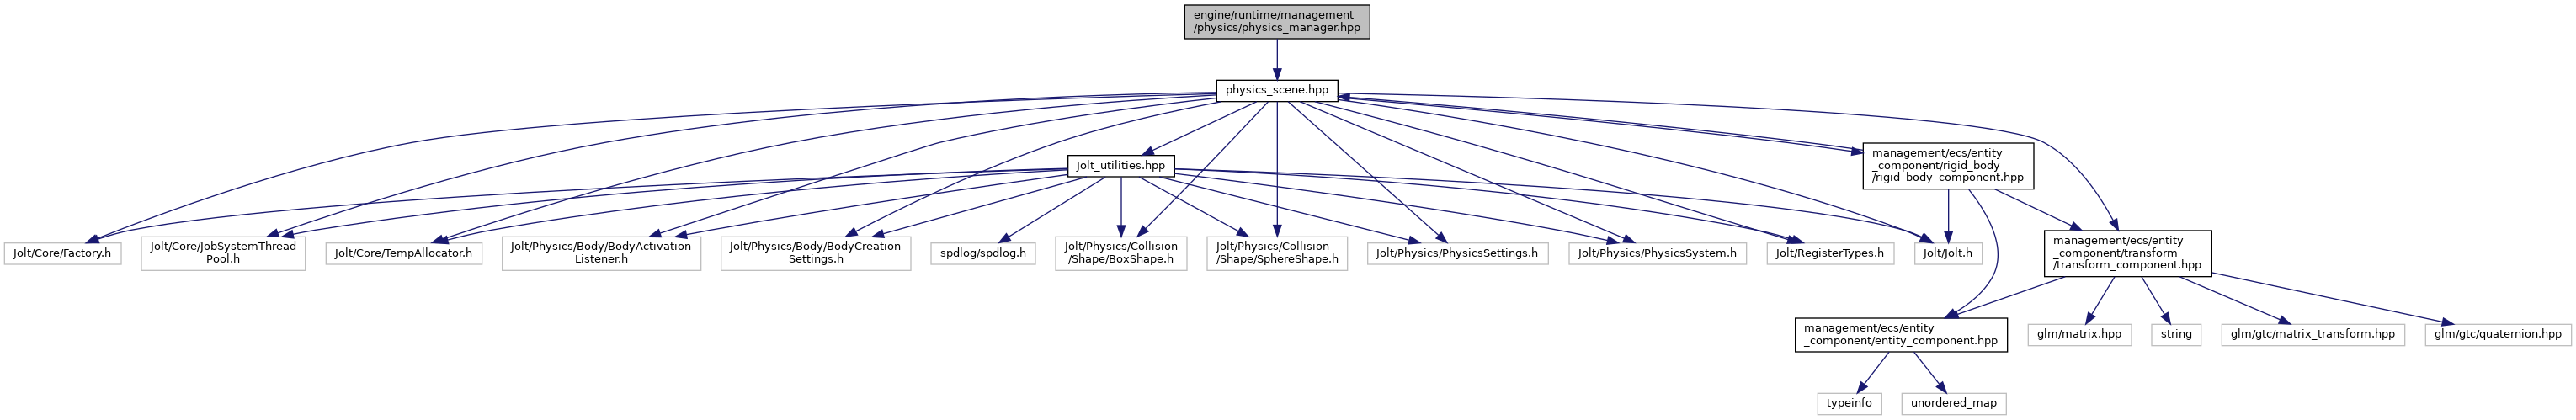 engine/runtime/management
/physics/physics_manager.hpp
physics_scene.hpp
Jolt_utilities.hpp
management/ecs/entity
_component/rigid_body
/rigid_body_component.hpp
Jolt/Core/Factory.h
Jolt/Core/JobSystemThread
Pool.h
Jolt/Core/TempAllocator.h
Jolt/Physics/Body/BodyActivation
Listener.h
Jolt/Physics/Body/BodyCreation
Settings.h
spdlog/spdlog.h
Jolt/Physics/Collision
/Shape/BoxShape.h
Jolt/Physics/Collision
/Shape/SphereShape.h
Jolt/Physics/PhysicsSettings.h
Jolt/Physics/PhysicsSystem.h
Jolt/RegisterTypes.h
Jolt/Jolt.h
management/ecs/entity
_component/transform
/transform_component.hpp
management/ecs/entity
_component/entity_component.hpp
glm/matrix.hpp
string
glm/gtc/matrix_transform.hpp
glm/gtc/quaternion.hpp
typeinfo
unordered_map